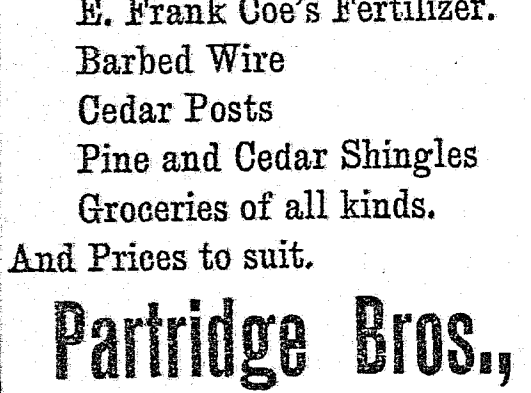 E. Frank Coe's Fertilizer.
Barbed Wire
Cedar Posts
Pine and Cedar Shingles
Groceries of all kinds.
And Prices to suit.
Partridge Bros.,